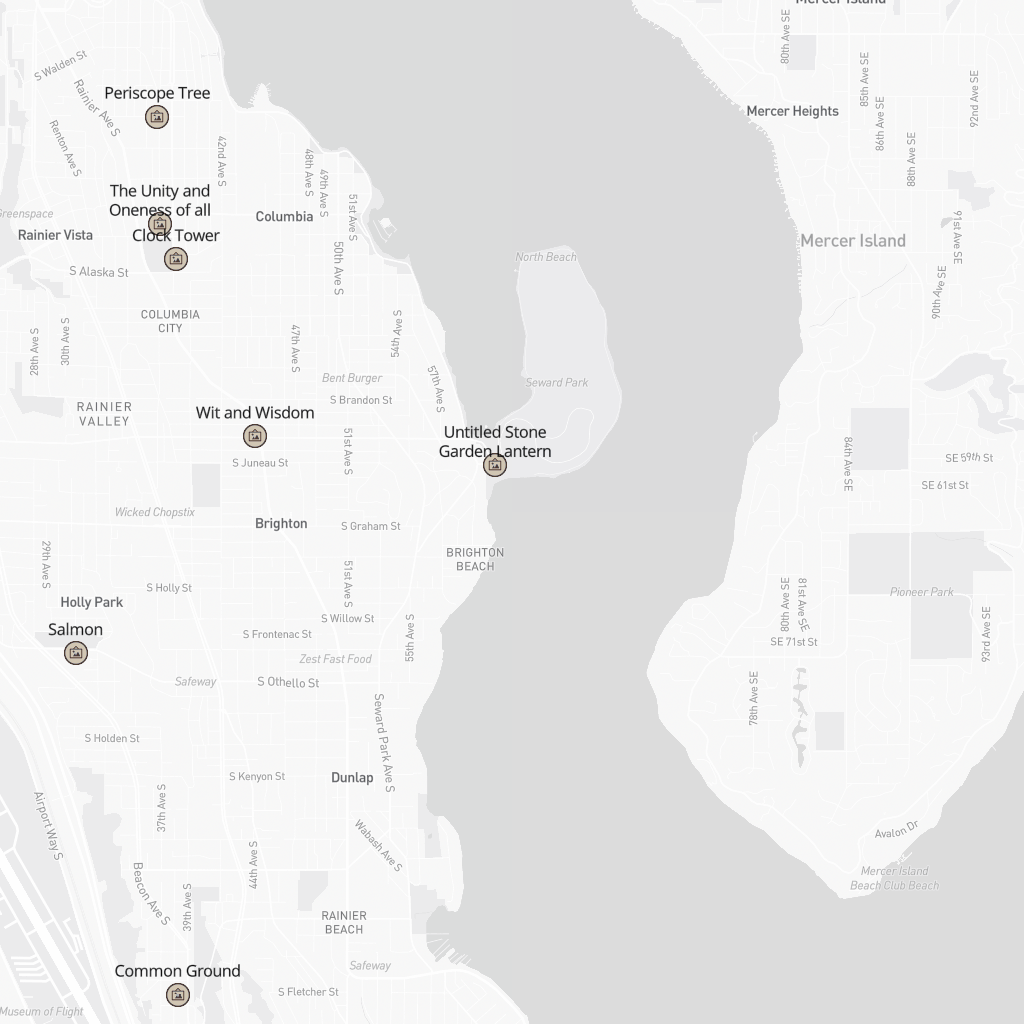 Mercer Island
S Walden St
Rainier Ave S
Periscope Tree
Renton Ave S
42nd Ave S
48th Ave S
49th Ave S
51st Ave S
80th Ave SE
85th Ave SE
86th Ave SE
92nd Ave SE
Mercer Heights
88th Ave SE
The Unity and
Oneness of all
Greenspace
Columbia
Rainier Vista
Clock Tower
S Alaska St
50th Ave S
North Beach
Mercer Island
91st Ave SE
90th Ave SE
COLUMBIA
CITY
28th Ave S
30th Ave S
47th Ave S
54th Ave S
57th Ave S
Bent Burger
Seward Park
S Brandon St
RAINIER
VALLEY
Wit and Wisdom
Untitled Stone
Garden Lantern
51st Ave S
S Juneau St
84th Ave SE
SE 59th St
SE 61st St
Wicked Chopstix
Brighton
S Graham St
BRIGHTON
BEACH
29th Ave S
51st Ave S
S Holly St
Holly Park
80th Ave SE
81st Ave SE
Pioneer Park
Salmon
S Willow St
S Frontenac St
55th Ave S
SE 71st St
93rd Ave SE
Zest Fast Food
Safeway
S Othello St
78th Ave SE
Seward Park Ave S
S Holden St
S Kenyon St
Dunlap
37th Ave S
Airport Way S
Wabash Ave S
Avalon Dr
44th Ave S
Beacon Ave S
39th Ave S
Mercer Island
Beach Club Beach
RAINIER
BEACH
Common Ground
Safeway
S Fletcher St
Museum of Flight